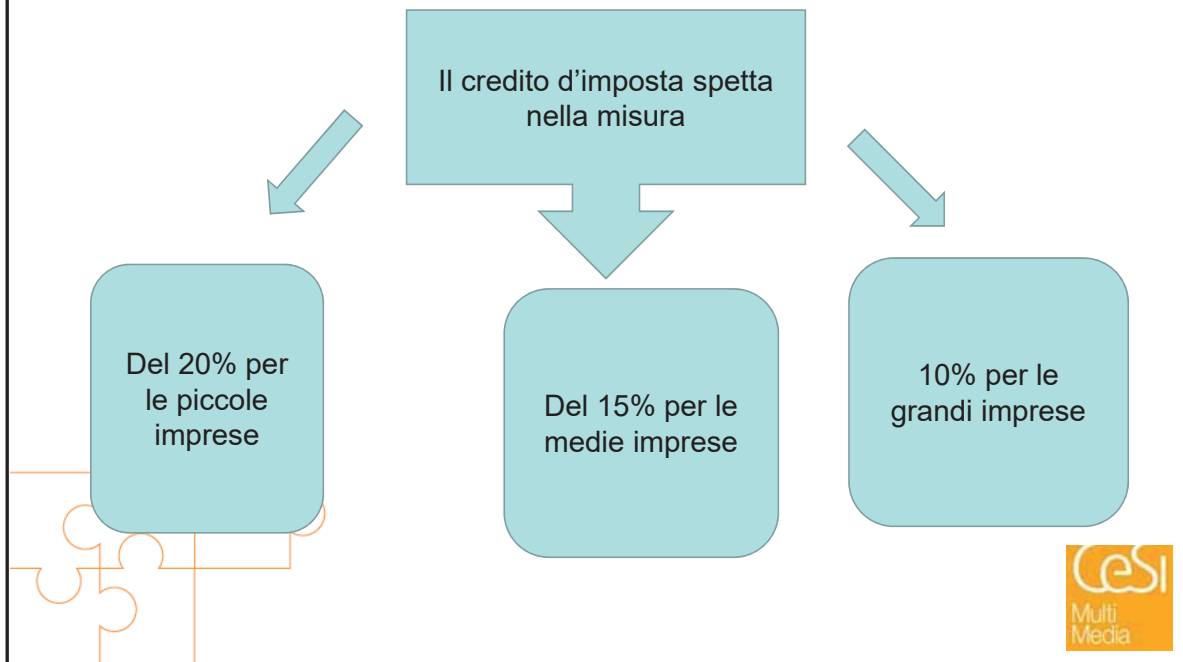 Il credito d’imposta spetta
nella misura
Del 20% per
le piccole
imprese
Del 15% per le
medie imprese
10% per le
grandi imprese
CeSi
Multi
Media